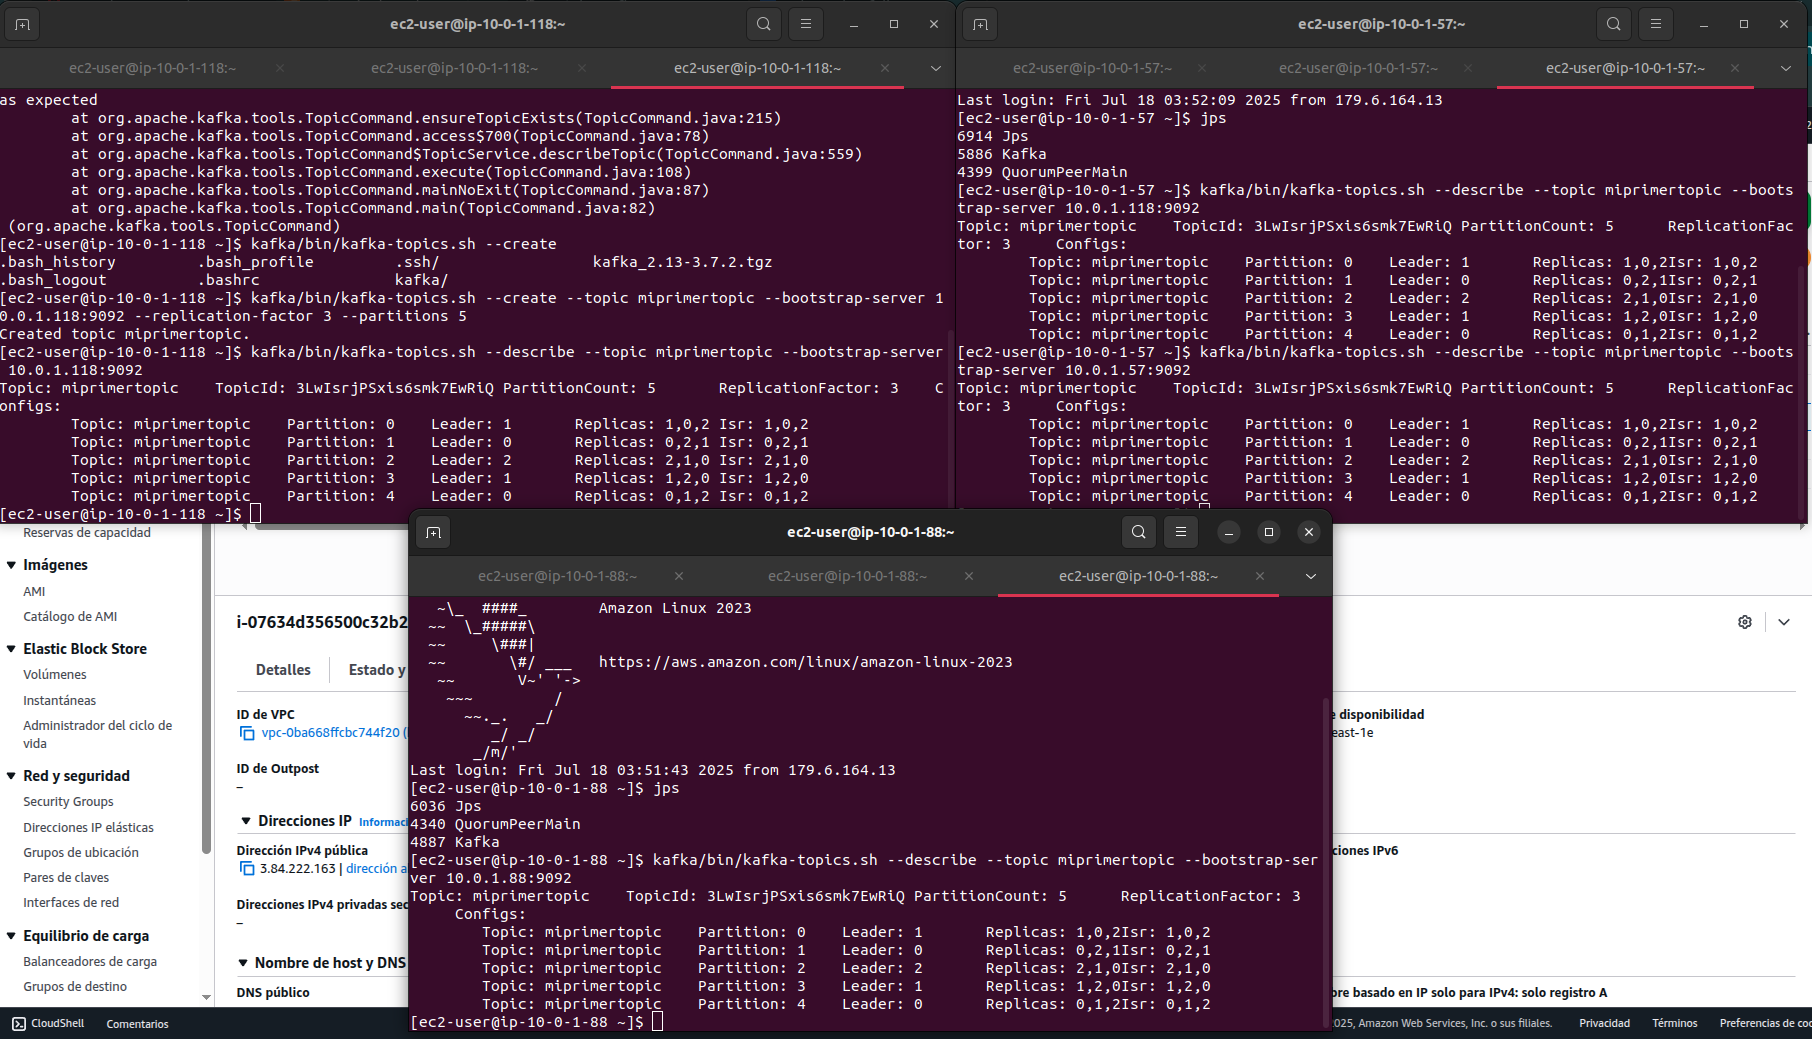 ec2-user@ip-10-0-1-118:~
ec2-user@ip-10-0-1-118:~ ec2-user@ip-10-0-1-118:~ ec2-user@ip-10-0-1-118:~
as expected
        at org.apache.kafka.tools.TopicCommand.ensureTopicExists(TopicCommand.java:215)
        at org.apache.kafka.tools.TopicCommand.access$700(TopicCommand.java:78)
        at org.apache.kafka.tools.TopicCommand$TopicService.describeTopic(TopicCommand.java:559)
        at org.apache.kafka.tools.TopicCommand.execute(TopicCommand.java:108)
        at org.apache.kafka.tools.TopicCommand.mainNoExit(TopicCommand.java:87)
        at org.apache.kafka.tools.TopicCommand.main(TopicCommand.java:82)
 (org.apache.kafka.tools.TopicCommand)
[ec2-user@ip-10-0-1-118 ~]$ kafka/bin/kafka-topics.sh --create
.bash_history         .bash_profile         .ssh/                 kafka_2.13-3.7.2.tgz
.bash_logout          .bashrc               kafka/
[ec2-user@ip-10-0-1-118 ~]$ kafka/bin/kafka-topics.sh --create --topic miprimertopic --bootstrap-server 1
0.0.1.118:9092 --replication-factor 3 --partitions 5
Created topic miprimertopic.
[ec2-user@ip-10-0-1-118 ~]$ kafka/bin/kafka-topics.sh --describe --topic miprimertopic --bootstrap-server
 10.0.1.118:9092
Topic: miprimertopic    TopicId: 3LwIsrjPSxis6smk7EwRiQ PartitionCount: 5       ReplicationFactor: 3    C
onfigs:
        Topic: miprimertopic    Partition: 0    Leader: 1       Replicas: 1,0,2 Isr: 1,0,2
        Topic: miprimertopic    Partition: 1    Leader: 0       Replicas: 0,2,1 Isr: 0,2,1
        Topic: miprimertopic    Partition: 2    Leader: 2       Replicas: 2,1,0 Isr: 2,1,0
        Topic: miprimertopic    Partition: 3    Leader: 1       Replicas: 1,2,0 Isr: 1,2,0
        Topic: miprimertopic    Partition: 4    Leader: 0       Replicas: 0,1,2 Isr: 0,1,2
[ec2-user@ip-10-0-1-118 ~]$
ec2-user@ip-10-0-1-57:~
ec2-user@ip-10-0-1-57:~ ec2-user@ip-10-0-1-57:~ ec2-user@ip-10-0-1-57:~
Last login: Fri Jul 18 03:52:09 2025 from 179.6.164.13
[ec2-user@ip-10-0-1-57 ~]$ jps
6914 Jps
5886 Kafka
4399 QuorumPeerMain
[ec2-user@ip-10-0-1-57 ~]$ kafka/bin/kafka-topics.sh --describe --topic miprimertopic --boots
trap-server 10.0.1.118:9092
Topic: miprimertopic    TopicId: 3LwIsrjPSxis6smk7EwRiQ PartitionCount: 5      ReplicationFac
tor: 3     Configs:
        Topic: miprimertopic    Partition: 0    Leader: 1       Replicas: 1,0,2Isr: 1,0,2
        Topic: miprimertopic    Partition: 1    Leader: 0       Replicas: 0,2,1Isr: 0,2,1
        Topic: miprimertopic    Partition: 2    Leader: 2       Replicas: 2,1,0Isr: 2,1,0
        Topic: miprimertopic    Partition: 3    Leader: 1       Replicas: 1,2,0Isr: 1,2,0
        Topic: miprimertopic    Partition: 4    Leader: 0       Replicas: 0,1,2Isr: 0,1,2
[ec2-user@ip-10-0-1-57 ~]$ kafka/bin/kafka-topics.sh --describe --topic miprimertopic --boots
trap-server 10.0.1.57:9092
Topic: miprimertopic    TopicId: 3LwIsrjPSxis6smk7EwRiQ PartitionCount: 5      ReplicationFac
tor: 3     Configs:
        Topic: miprimertopic    Partition: 0    Leader: 1       Replicas: 1,0,2Isr: 1,0,2
        Topic: miprimertopic    Partition: 1    Leader: 0       Replicas: 0,2,1Isr: 0,2,1
        Topic: miprimertopic    Partition: 2    Leader: 2       Replicas: 2,1,0Isr: 2,1,0
        Topic: miprimertopic    Partition: 3    Leader: 1       Replicas: 1,2,0Isr: 1,2,0
        Topic: miprimertopic    Partition: 4    Leader: 0       Replicas: 0,1,2Isr: 0,1,2
ec2-user@ip-10-0-1-88:~
ec2-user@ip-10-0-1-88:~ ec2-user@ip-10-0-1-88:~ ec2-user@ip-10-0-1-88:~
   ~\_  ####_        Amazon Linux 2023
  ~~  \_#####\
  ~~     \###|
  ~~       \#/ ___   https://aws.amazon.com/linux/amazon-linux-2023
   ~~       V~' '->
    ~~~         /
      ~~._.   _/
         _/ _/
       _/m/'
Last login: Fri Jul 18 03:51:43 2025 from 179.6.164.13
[ec2-user@ip-10-0-1-88 ~]$ jps
6036 Jps
4340 QuorumPeerMain
4887 Kafka
[ec2-user@ip-10-0-1-88 ~]$ kafka/bin/kafka-topics.sh --describe --topic miprimertopic --bootstrap-ser
ver 10.0.1.88:9092
Topic: miprimertopic    TopicId: 3LwIsrjPSxis6smk7EwRiQ PartitionCount: 5      ReplicationFactor: 3
     Configs:
        Topic: miprimertopic    Partition: 0    Leader: 1       Replicas: 1,0,2Isr: 1,0,2
        Topic: miprimertopic    Partition: 1    Leader: 0       Replicas: 0,2,1Isr: 0,2,1
        Topic: miprimertopic    Partition: 2    Leader: 2       Replicas: 2,1,0Isr: 2,1,0
        Topic: miprimertopic    Partition: 3    Leader: 1       Replicas: 1,2,0Isr: 1,2,0
        Topic: miprimertopic    Partition: 4    Leader: 0       Replicas: 0,1,2Isr: 0,1,2
[ec2-user@ip-10-0-1-88 ~]$
Reservas de capacidad
Imágenes
AMI
Catálogo de AMI
Elastic Block Store
Volúmenes
Instantáneas
Administrador del ciclo de
vida
Red y seguridad
Security Groups
Direcciones IP elásticas
Grupos de ubicación
Pares de claves
Interfaces de red
Equilibrio de carga
Balanceadores de carga
Grupos de destino
i-07634d356500c32b2
Detalles Estado y
ID de VPC
vpc-0ba668ffcbc744f20 (
ID de Outpost
–
Direcciones IP Informac
Dirección IPv4 pública
3.84.222.163 | dirección a
Direcciones IPv4 privadas sec
–
Nombre de host y DNS
DNS público
e disponibilidad
east-1e
ciones IPv6
bre basado en IP solo para IPv4: solo registro A
CloudShell Comentarios
2025, Amazon Web Services, Inc. o sus filiales. Privacidad Términos Preferencias de coo